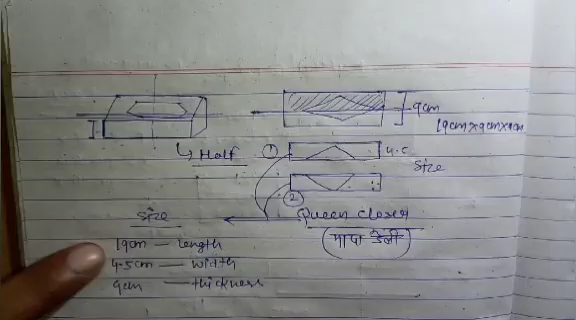 9cm
19cm×9cm×9cm
Half
①
4.5
Size
②
Queen closer
(मादा डेली)
Size
19cm — length
4.5cm — width
9cm — thickness